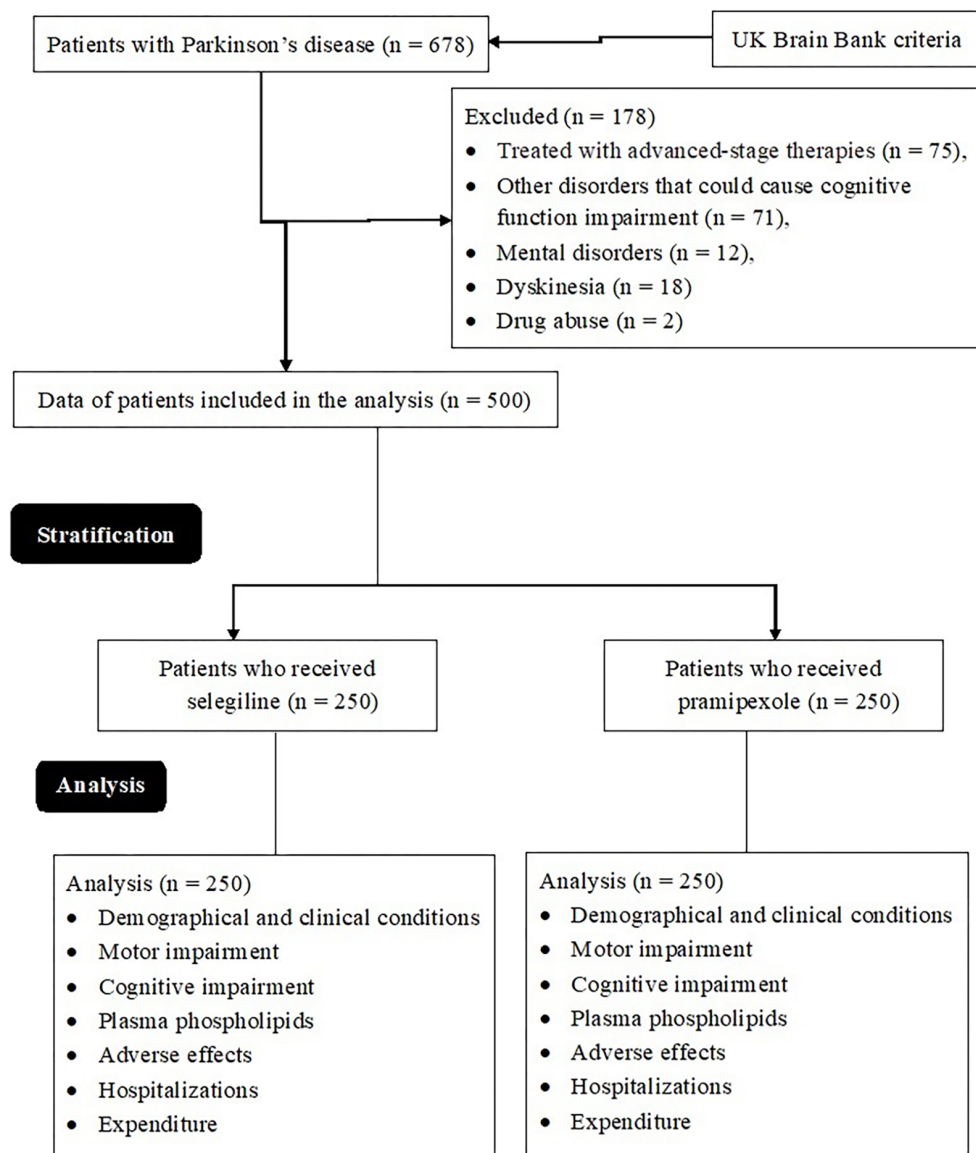 Patients with Parkinson's disease (n = 678)
UK Brain Bank criteria
Excluded (n = 178)
• Treated with advanced-stage therapies (n = 75),
• Other disorders that could cause cognitive
function impairment (n = 71),
• Mental disorders (n = 12),
• Dyskinesia (n = 18)
• Drug abuse (n = 2)
Data of patients included in the analysis (n = 500)
Stratification
Patients who received
selegiline (n = 250)
Patients who received
pramipexole (n = 250)
Analysis
Analysis (n = 250)
• Demographical and clinical conditions
• Motor impairment
• Cognitive impairment
• Plasma phospholipids
• Adverse effects
• Hospitalizations
• Expenditure
Analysis (n = 250)
• Demographical and clinical conditions
• Motor impairment
• Cognitive impairment
• Plasma phospholipids
• Adverse effects
• Hospitalizations
• Expenditure